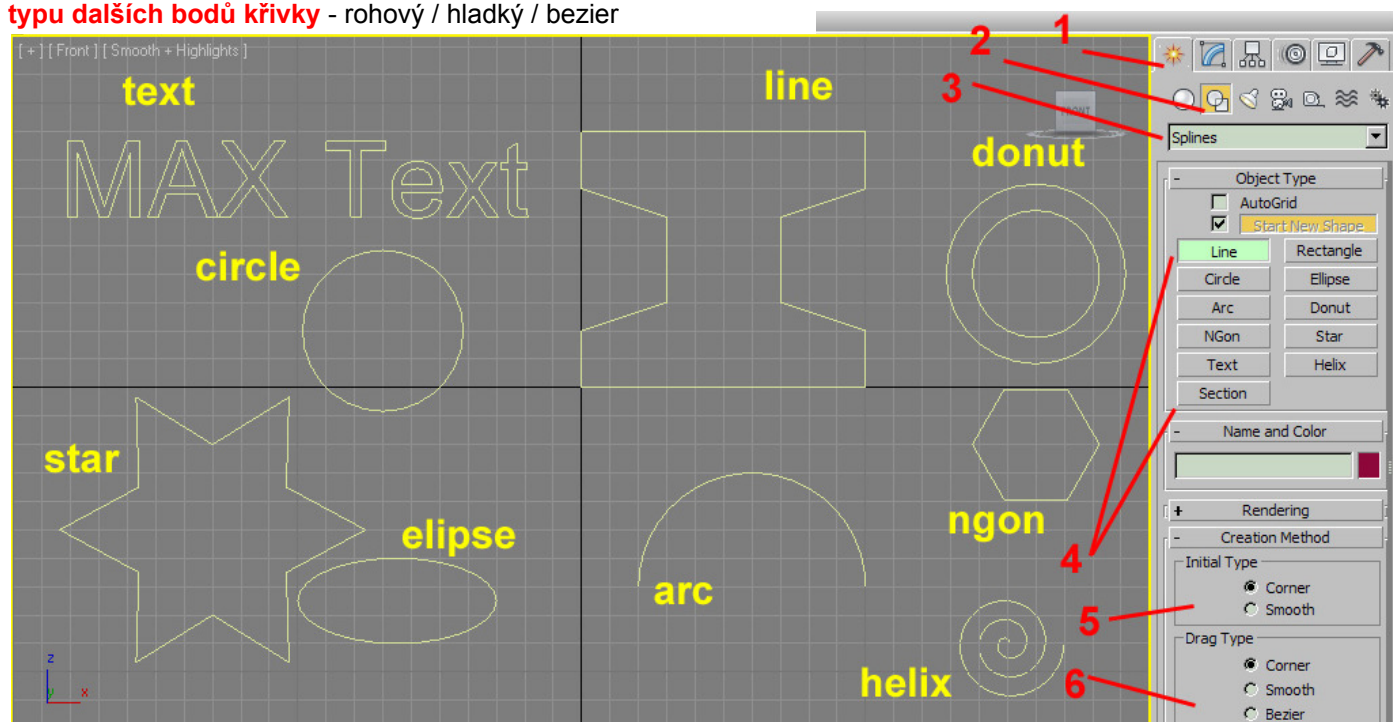 typu dalších bodů křivky - rohový / hladký / bezier
[ + ] [ Front ] [ Smooth + Highlights ]
text
line
MAX Text
donut
circle
star
elipse
arc
ngon
helix
FRONT
1
2
3
Splines
- Object Type
AutoGrid
Start New Shape
Line Rectangle
Circle Ellipse
Arc Donut
NGon Star
Text Helix
Section
- Name and Color
+ Rendering
- Creation Method
4
Initial Type
Corner
Smooth
5
Drag Type
Corner
Smooth
Bezier
6
z
y x